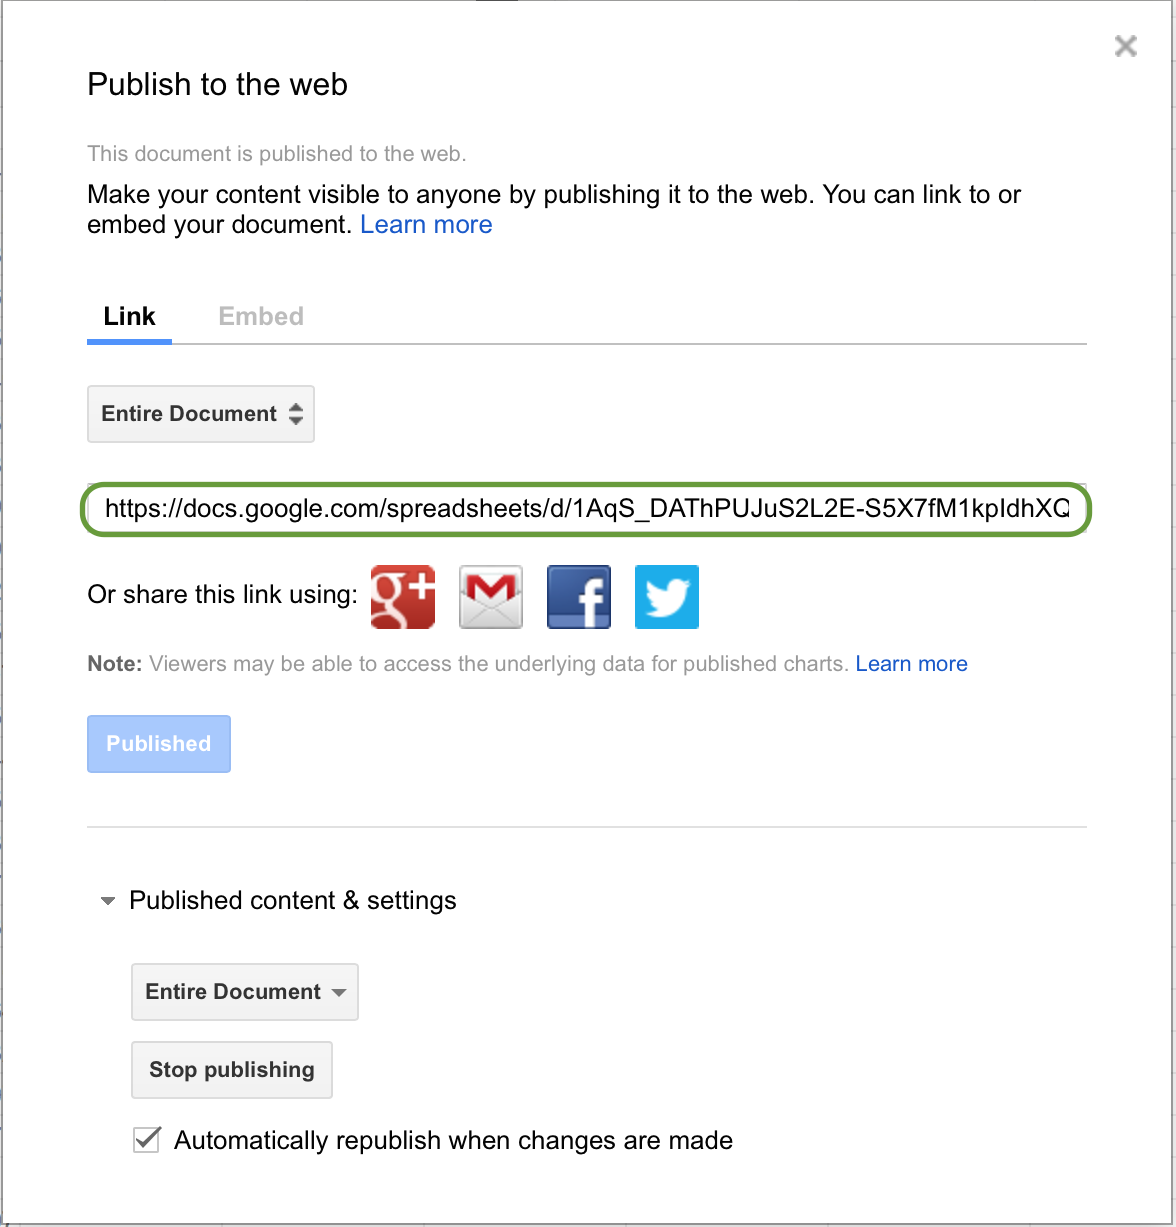 Publish to the web
This document is published to the web.
Make your content visible to anyone by publishing it to the web. You can link to or
embed your document. Learn more
Link Embed
Entire Document
https://docs.google.com/spreadsheets/d/1AqS_DAThPUJuS2L2E-S5X7fM1kpIdhXQ
Or share this link using:
Note: Viewers may be able to access the underlying data for published charts. Learn more
Published
Published content & settings
Entire Document
Stop publishing
Automatically republish when changes are made